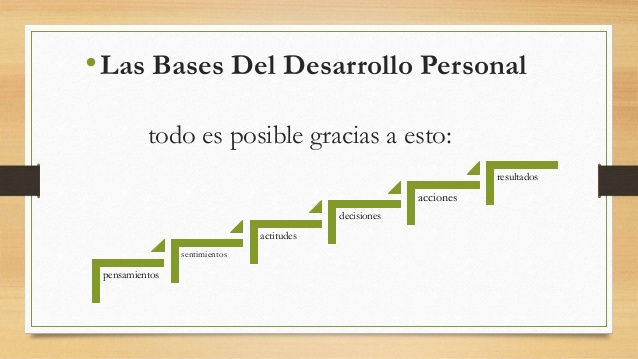 •Las Bases Del Desarrollo Personal
todo es posible gracias a esto:
pensamientos
sentimientos
actitudes
decisiones
acciones
resultados